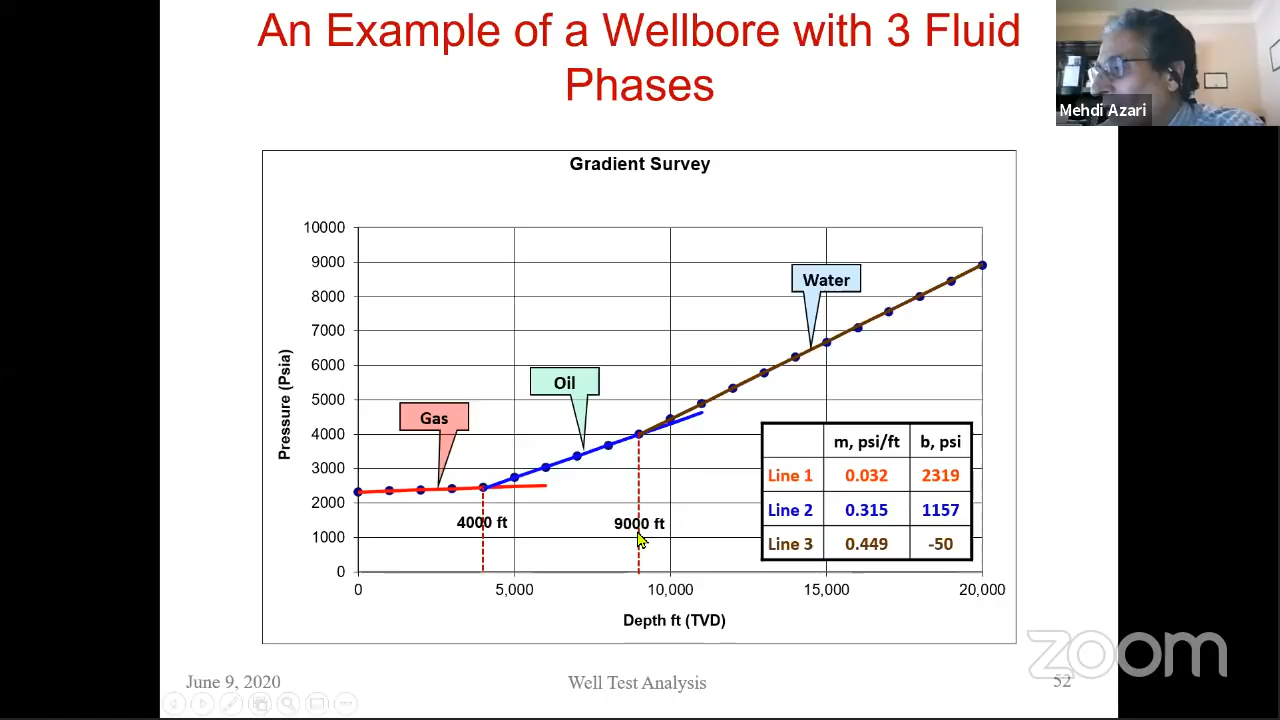 An Example of a Wellbore with 3 Fluid
Phases
Mehdi Azari
Gradient Survey
10000
9000
8000
7000
6000
5000
4000
3000
2000
1000
0
Pressure (Psia)
Water
Oil
Gas
4000 ft
9000 ft
m, psi/ft b, psi
Line 1 0.032 2319
Line 2 0.315 1157
Line 3 0.449 -50
0 5,000 10,000 15,000 20,000
Depth ft (TVD)
zoom
June 9, 2020 Well Test Analysis 52